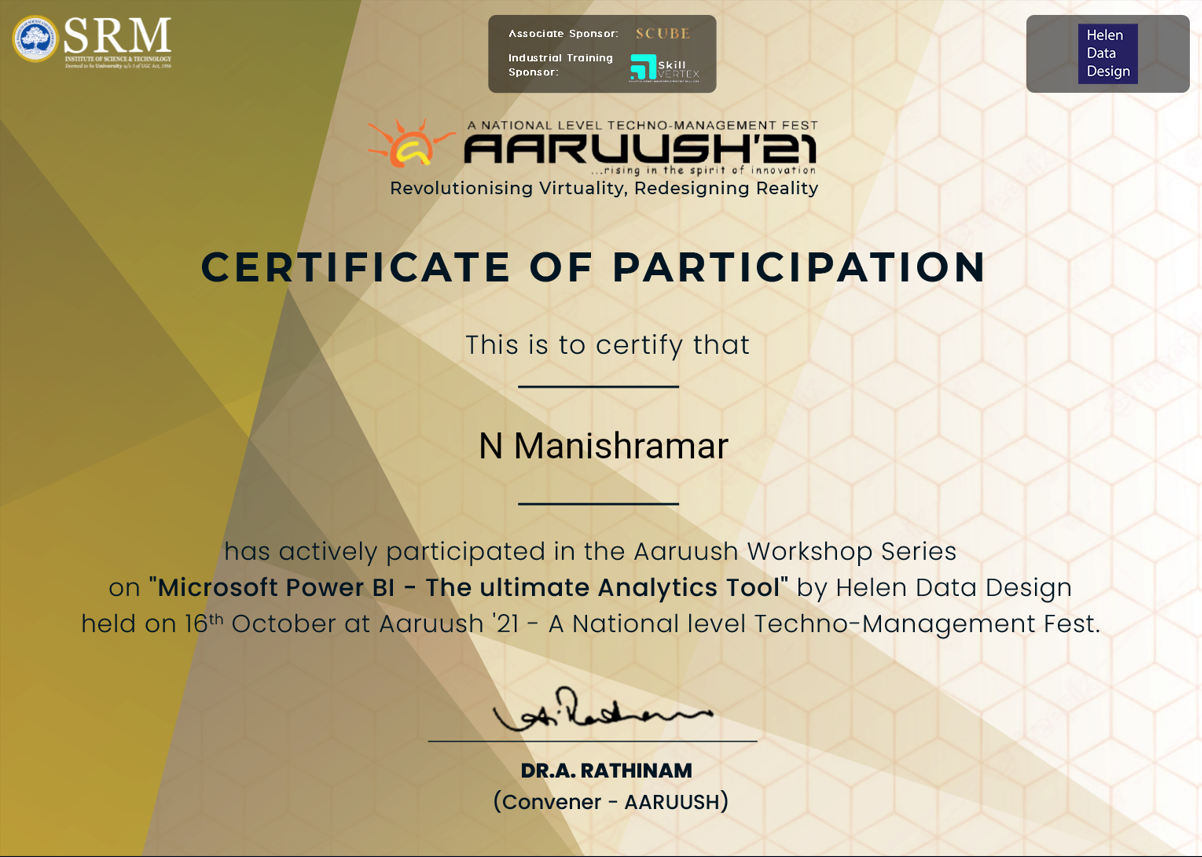 SRM
INSTITUTE OF SCIENCE & TECHNOLOGY
Deemed to be University u/s 3 of UGC Act, 1956
Associate Sponsor: SCUBE
Industrial Training
Sponsor:
Skill
VERTEX
Helen
Data
Design
A NATIONAL LEVEL TECHNO-MANAGEMENT FEST
AARUUSH'21
...rising in the spirit of innovation
Revolutionising Virtuality, Redesigning Reality
CERTIFICATE OF PARTICIPATION
This is to certify that
N Manishramar
has actively participated in the Aaruush Workshop Series
on "Microsoft Power BI - The ultimate Analytics Tool" by Helen Data Design
held on 16th October at Aaruush '21 - A National level Techno-Management Fest.
DR.A. RATHINAM
(Convener - AARUUSH)